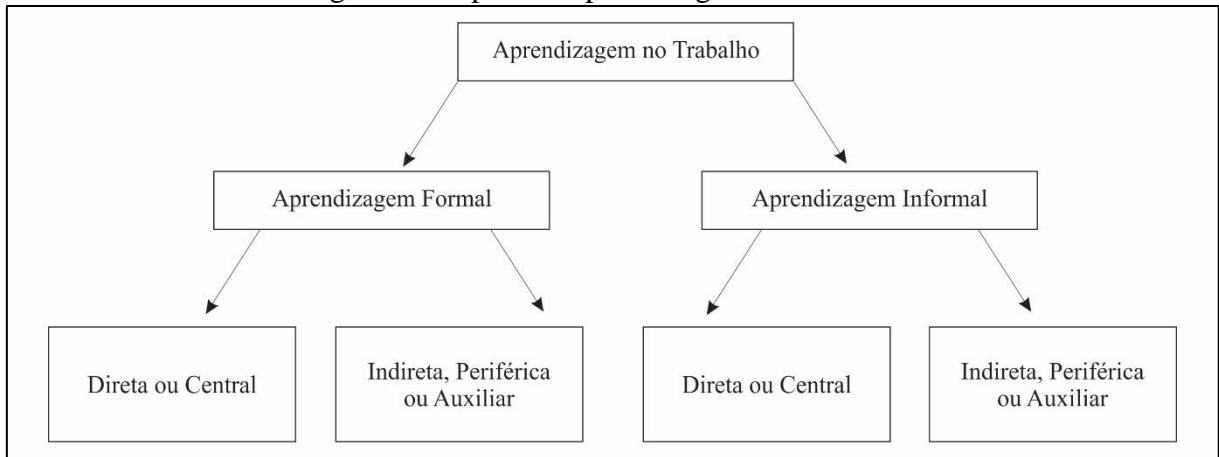 Aprendizagem no Trabalho
Aprendizagem Formal
Aprendizagem Informal
Direta ou Central
Indireta, Periférica
ou Auxiliar
Direta ou Central
Indireta, Periférica
ou Auxiliar